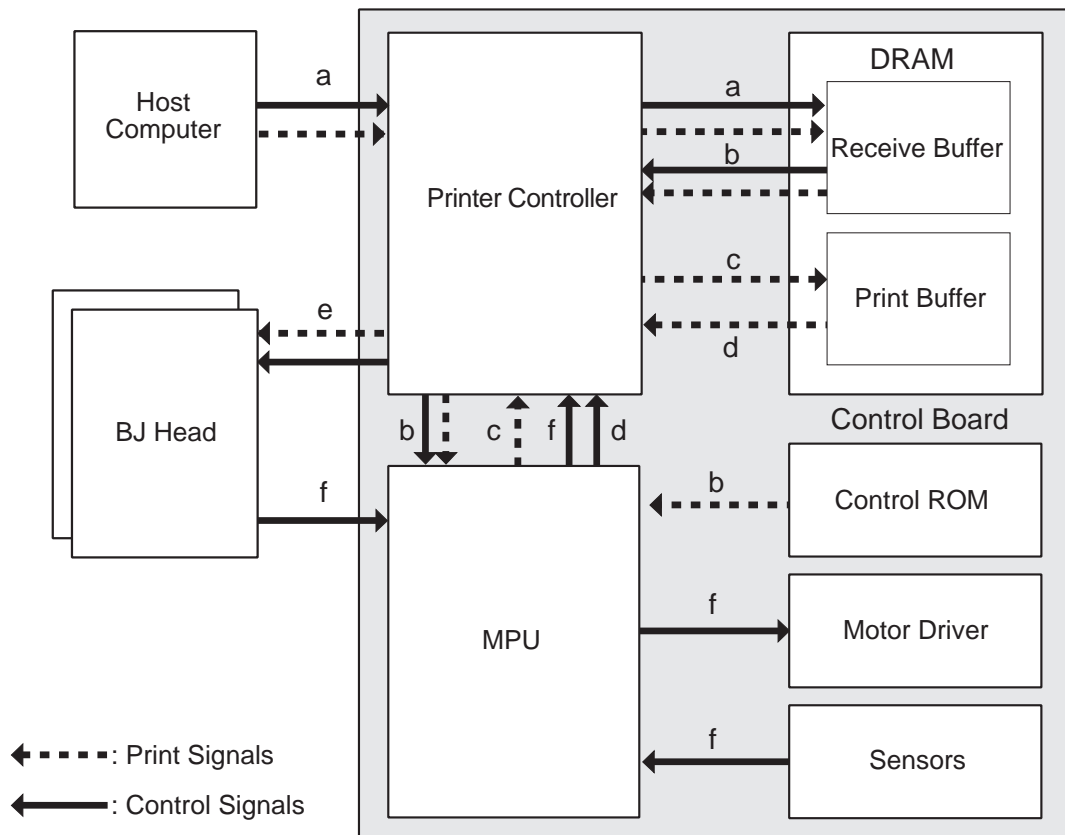 Host
Computer
a
Printer Controller
a
b
c
d
DRAM
Receive Buffer
Print Buffer
e
BJ Head
f
b
c
f
d
Control Board
MPU
b
Control ROM
f
Motor Driver
f
Sensors
: Print Signals
: Control Signals